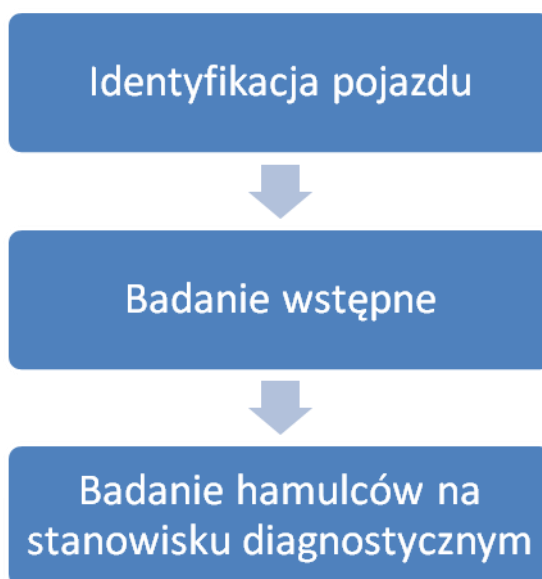 Identyfikacja pojazdu
Badanie wstępne
Badanie hamulców na
stanowisku diagnostycznym